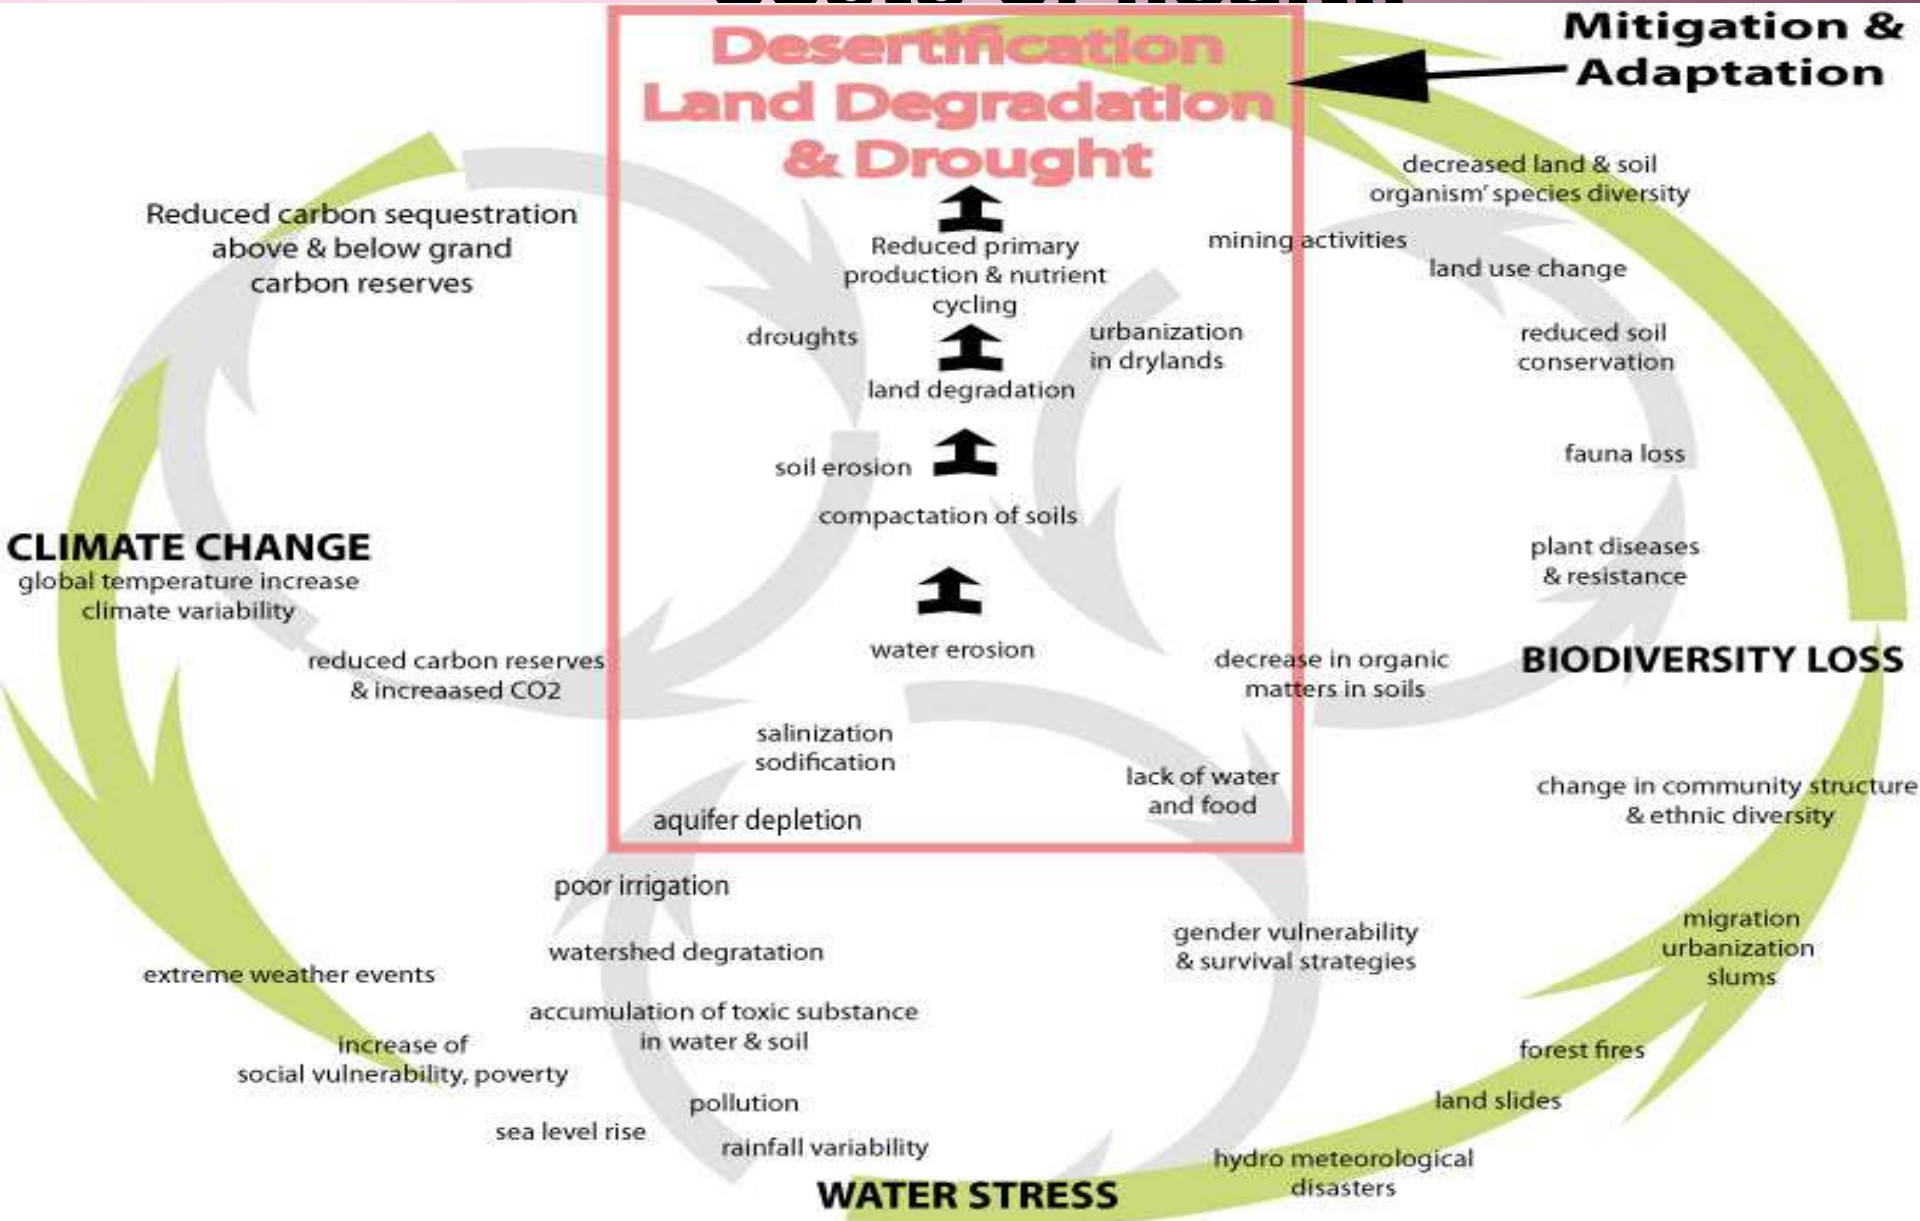 Desertification
Land Degradation
& Drought
Mitigation &
Adaptation
decreased land & soil
organism' species diversity
Reduced carbon sequestration
above & below grand
carbon reserves
Reduced primary
production & nutrient
cycling
mining activities
land use change
droughts
urbanization
in drylands
reduced soil
conservation
land degradation
soil erosion
fauna loss
compactation of soils
CLIMATE CHANGE
global temperature increase
climate variability
plant diseases
& resistance
reduced carbon reserves
& increaased CO2
water erosion
decrease in organic
matters in soils
BIODIVERSITY LOSS
salinization
sodification
lack of water
and food
change in community structure
& ethnic diversity
aquifer depletion
poor irrigation
watershed degratation
gender vulnerability
& survival strategies
migration
urbanization
slums
extreme weather events
accumulation of toxic substance
in water & soil
increase of
social vulnerability, poverty
forest fires
pollution
land slides
sea level rise
rainfall variability
hydro meteorological
disasters
WATER STRESS